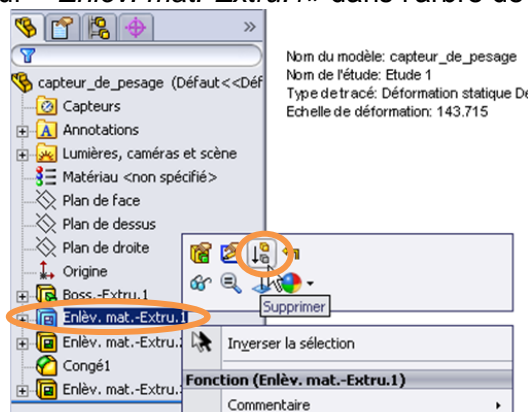 Enlèv. mat.-Extru.1» dans l'arbre de
»
Nom du modèle: capteur_de_pesage
Nom de l'étude: Etude 1
Type de tracé: Déformation statique Dé
Echelle de déformation: 143.715
capteur_de_pesage (Défaut<<Déf
Capteurs
A Annotations
Lumières, caméras et scène
Matériau <non spécifié>
Plan de face
Plan de dessus
Plan de droite
Origine
Boss.-Extru.1
Enlèv. mat.-Extru.1
Enlèv. mat.-Extru.
Congé1
Enlèv. mat.-Extru.
Supprimer
Inverser la sélection
Fonction (Enlèv. mat.-Extru.1)
Commentaire